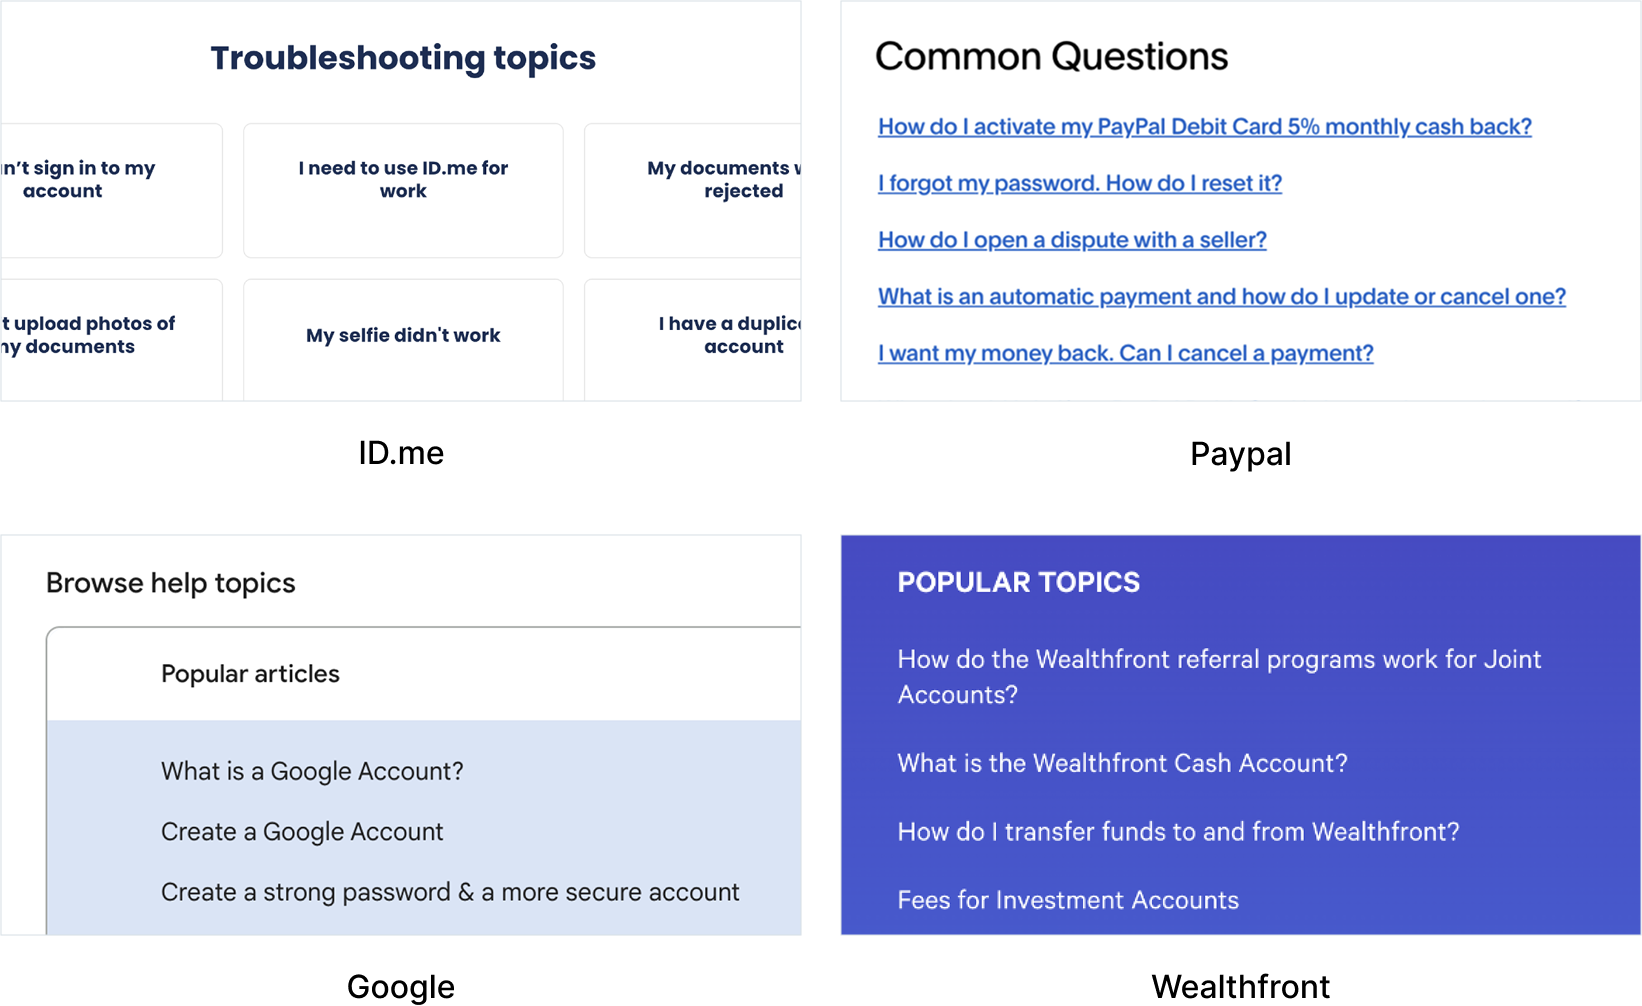 Troubleshooting topics
n't sign in to my
account
I need to use ID.me for
work
My documents
rejected
t upload photos of
documents
My selfie didn't work
I have a
account
ID.me
Common Questions
How do I activate my PayPal Debit Card 5% monthly cash back?
I forgot my password. How do I reset it?
How do I open a dispute with a seller?
What is an automatic payment and how do I update or cancel one?
I want my money back. Can I cancel a payment?
Paypal
Browse help topics
Popular articles
What is a Google Account?
Create a Google Account
Create a strong password & a more secure account
Google
POPULAR TOPICS
How do the Wealthfront referral programs work for Joint
Accounts?
What is the Wealthfront Cash Account?
How do I transfer funds to and from Wealthfront?
Fees for Investment Accounts
Wealthfront